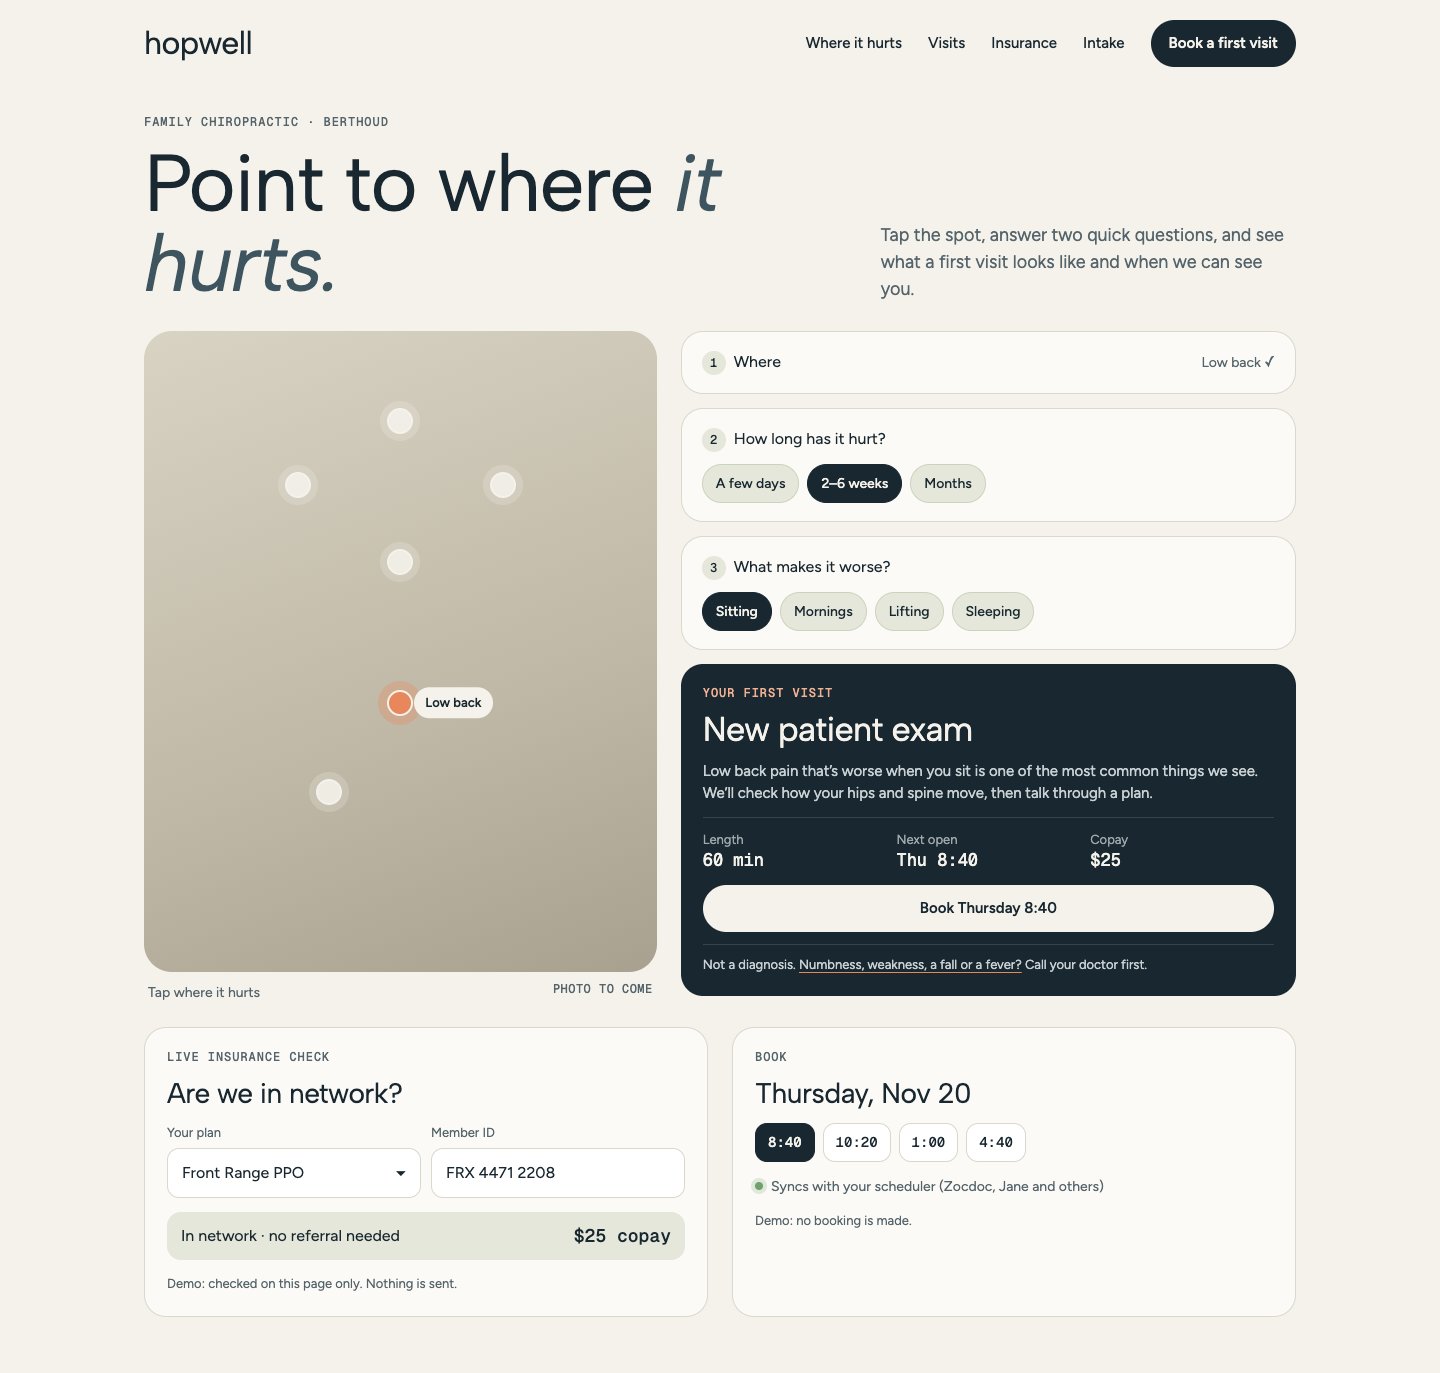 hopwell
Where it hurts
Visits
Insurance
Intake
Book a first visit
FAMILY CHIROPRACTIC · BERTHOUD
Point to where it
hurts.
Tap the spot, answer two quick questions, and see
what a first visit looks like and when we can see
you.
Low back
Tap where it hurts
PHOTO TO COME
1 Where
Low back ✓
2 How long has it hurt?
A few days
2–6 weeks
Months
3 What makes it worse?
Sitting
Mornings
Lifting
Sleeping
YOUR FIRST VISIT
New patient exam
Low back pain that’s worse when you sit is one of the most common things we see.
We’ll check how your hips and spine move, then talk through a plan.
Length
60 min
Next open
Thu 8:40
Copay
$25
Book Thursday 8:40
Not a diagnosis. Numbness, weakness, a fall or a fever? Call your doctor first.
LIVE INSURANCE CHECK
Are we in network?
Your plan
Front Range PPO
Member ID
FRX 4471 2208
In network · no referral needed
$25 copay
Demo: checked on this page only. Nothing is sent.
BOOK
Thursday, Nov 20
8:40
10:20
1:00
4:40
Syncs with your scheduler (Zocdoc, Jane and others)
Demo: no booking is made.